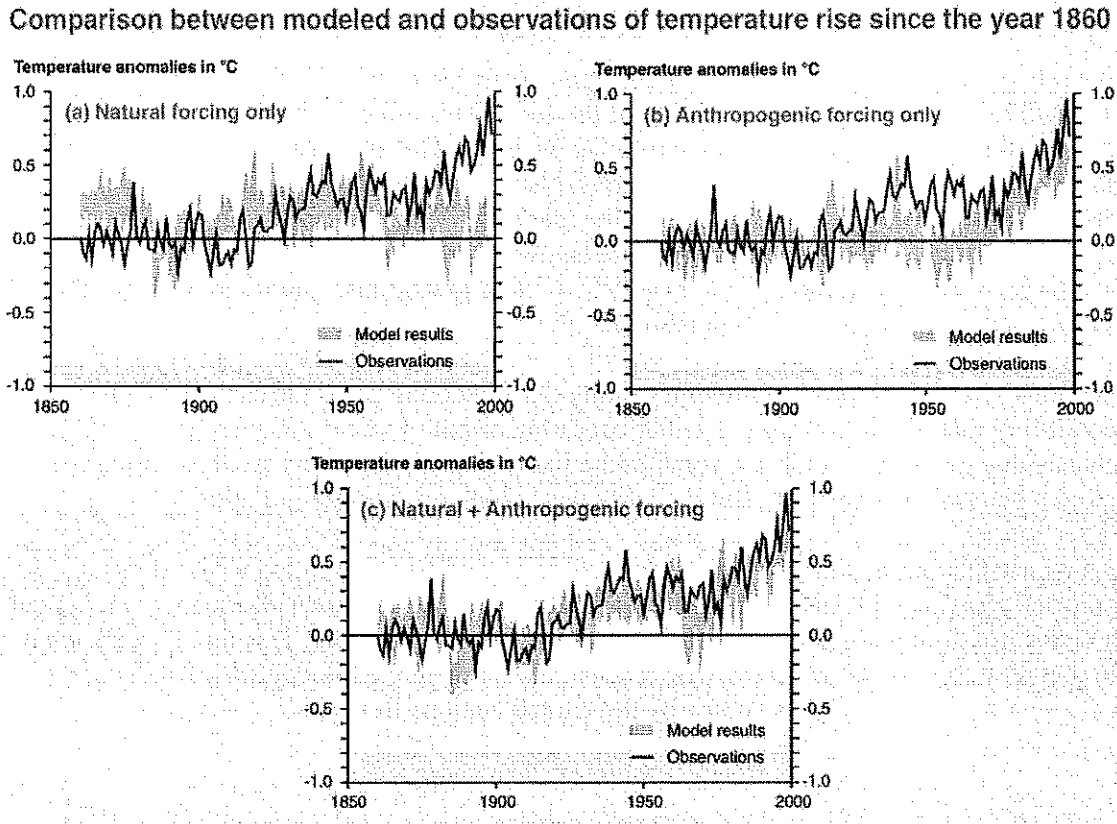 Comparison between modeled and observations of temperature rise since the year 1860
Temperature anomalies in °C
(a) Natural forcing only
1.0
0.5
0.0
-0.5
-1.0
1.0
0.5
0.0
-0.5
-1.0
Model results
Observations
1850 1900 1950 2000
Temperature anomalies in °C
(b) Anthropogenic forcing only
1.0
0.5
0.0
-0.5
-1.0
1.0
0.5
0.0
-0.5
-1.0
Model results
Observations
1850 1900 1950 2000
Temperature anomalies in °C
(c) Natural + Anthropogenic forcing
1.0
0.5
0.0
-0.5
-1.0
1.0
0.5
0.0
-0.5
-1.0
Model results
Observations
1850 1900 1950 2000